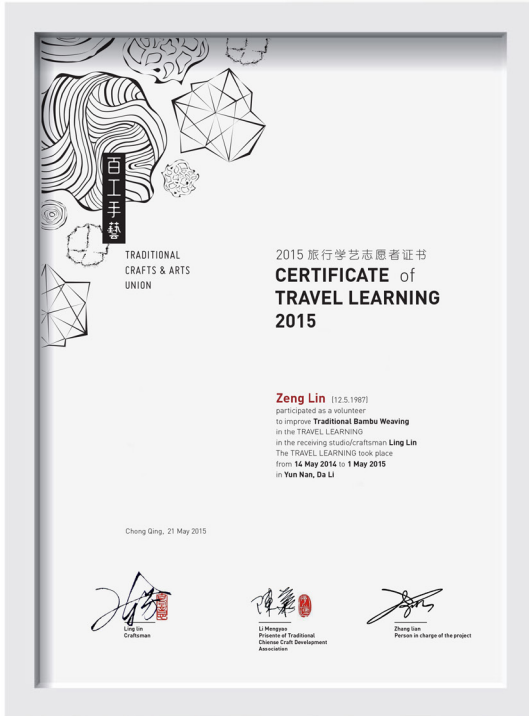 百工手藝
TRADITIONAL
CRAFTS & ARTS
UNION
2015 旅行学艺志愿者证书
CERTIFICATE of
TRAVEL LEARNING
2015
Zeng Lin [12.5.1987]
participated as a volunteer
to improve Traditional Bambu Weaving
in the TRAVEL LEARNING
in the receiving studio/craftsman Ling Lin
The TRAVEL LEARNING took place
from 14 May 2014 to 1 May 2015
in Yun Nan, Da Li
Chong Qing, 21 May 2015
Ling lin
Craftsman
Li Mengyao
Prisente of Traditional
Chiense Craft Development
Association
Zhang lian
Person in charge of the project